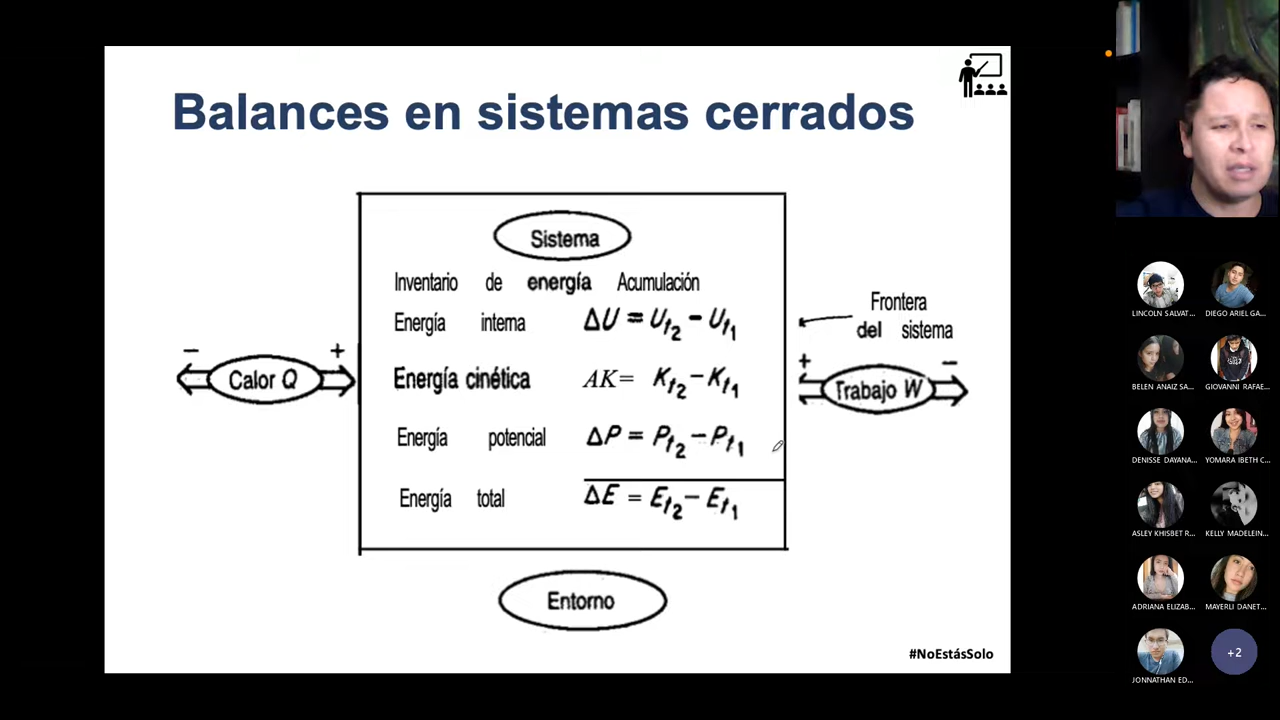 Balances en sistemas cerrados
Sistema
Inventario de energía Acumulación
Energía interna ΔU = Ut2 - Ut1
Energía cinética AK= Kt2 - Kt1
Energía potencial ΔP = Pt2 - Pt1
Energía total ΔE = Et2 - Et1
- +
Calor Q
Frontera
del sistema
+ -
Trabajo W
Entorno
#NoEstásSolo
LINCOLN SALVAT...
DIEGO ARIEL GA...
BELEN ANAIZ SA...
GIOVANNI RAFAE...
DENISSE DAYANA...
YOMARA IBETH C...
ASLEY KHISBET R...
KELLY MADELEIN...
ADRIANA ELIZAB...
MAYERLI DANET...
JONNATHAN ED...
+2